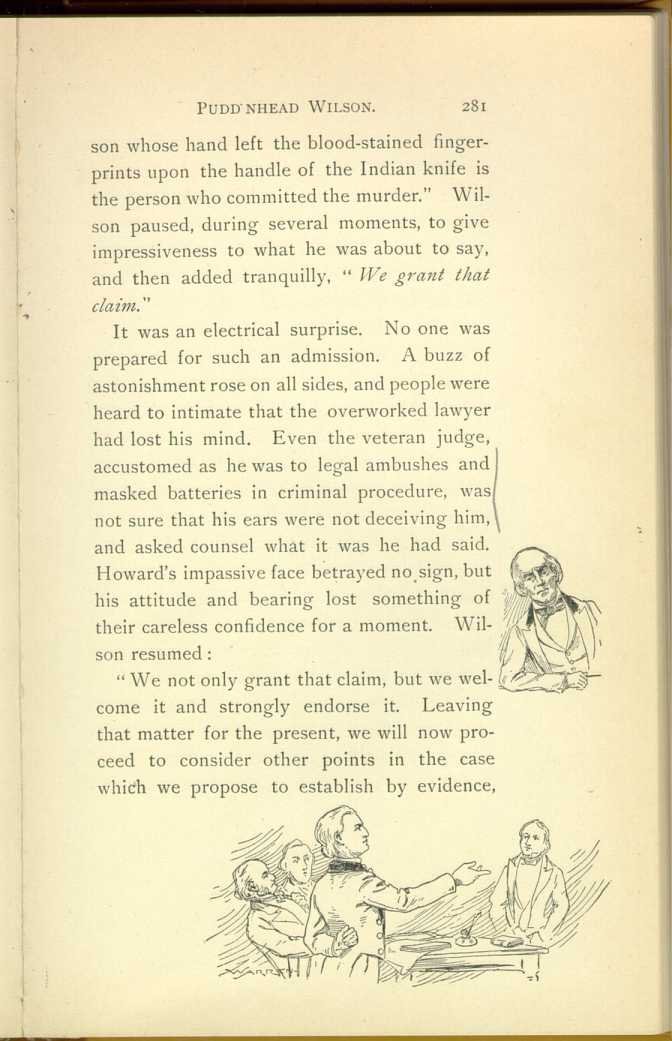 PUDD'NHEAD WILSON. 281
son whose hand left the blood-stained finger-
prints upon the handle of the Indian knife is
the person who committed the murder." Wil-
son paused, during several moments, to give
impressiveness to what he was about to say,
and then added tranquilly, "We grant that
claim."
It was an electrical surprise. No one was
prepared for such an admission. A buzz of
astonishment rose on all sides, and people were
heard to intimate that the overworked lawyer
had lost his mind. Even the veteran judge,
accustomed as he was to legal ambushes and
masked batteries in criminal procedure, was
not sure that his ears were not deceiving him,
and asked counsel what it was he had said.
Howard's impassive face betrayed no sign, but
his attitude and bearing lost something of
their careless confidence for a moment. Wil-
son resumed:
"We not only grant that claim, but we wel-
come it and strongly endorse it. Leaving
that matter for the present, we will now pro-
ceed to consider other points in the case
which we propose to establish by evidence,
WARREN